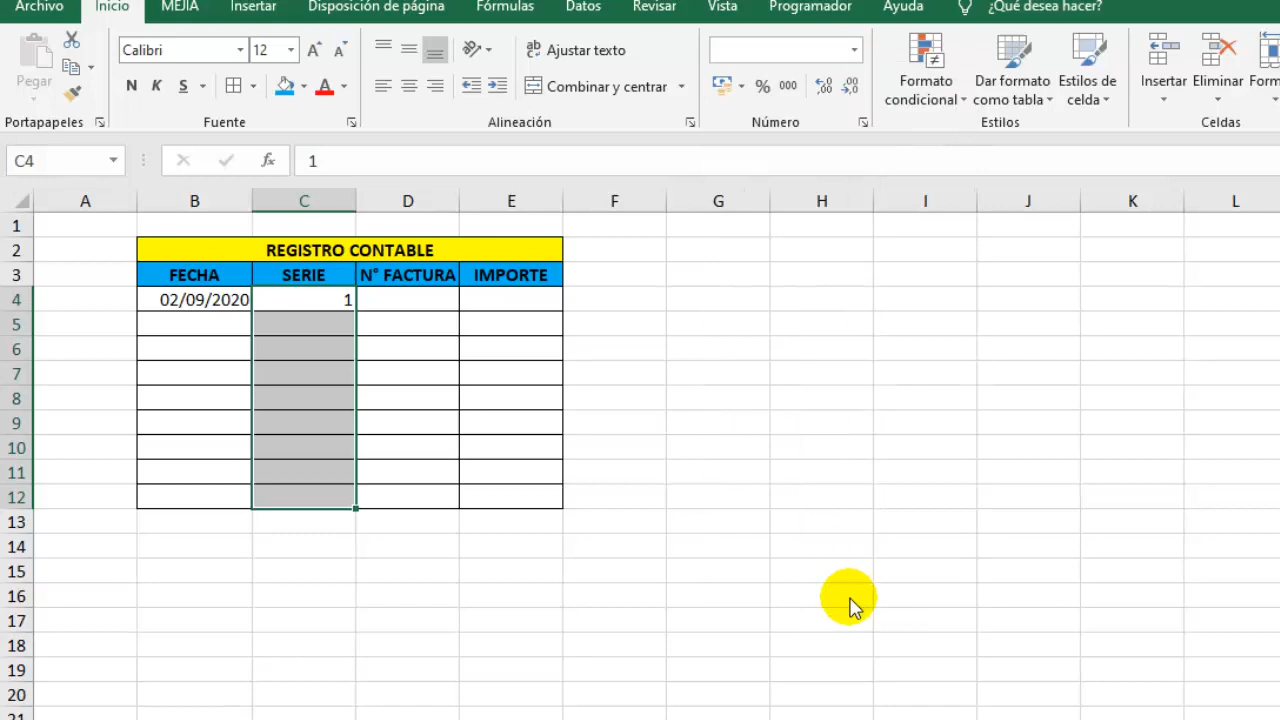 Archivo Inicio MEJIA Insertar Disposición de página Fórmulas Datos Revisar Vista Programador Ayuda ¿Qué desea hacer?
Calibri 12 Ajustar texto
Pegar N K S Combinar y centrar % 000
Formato condicional Dar formato como tabla Estilos de celda Insertar Eliminar
Portapapeles Fuente Alineación Número Estilos Celdas
C4 fx 1
A B C D E F G H I J K L
1
2 REGISTRO CONTABLE
3 FECHA SERIE N° FACTURA IMPORTE
4 02/09/2020 1
5
6
7
8
9
10
11
12
13
14
15
16
17
18
19
20
21